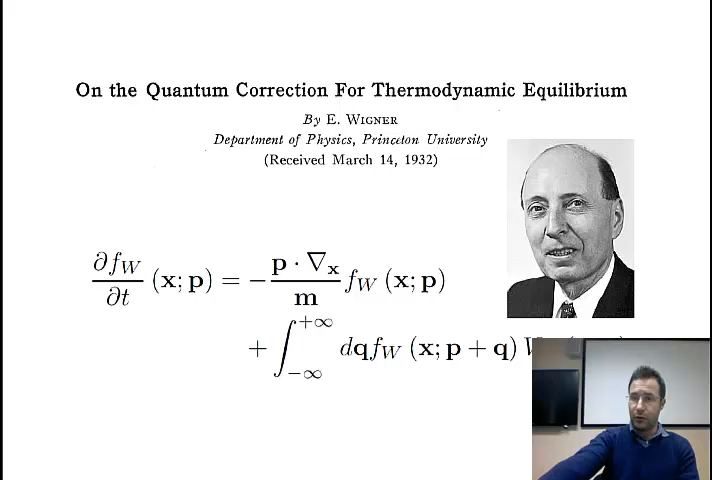 On the Quantum Correction For Thermodynamic Equilibrium
By E. Wigner
Department of Physics, Princeton University
(Received March 14, 1932)
∂f_W/∂t (x; p) = − (p · ∇_x)/m f_W (x; p)
+ ∫_{−∞}^{+∞} dq f_W (x; p + q)